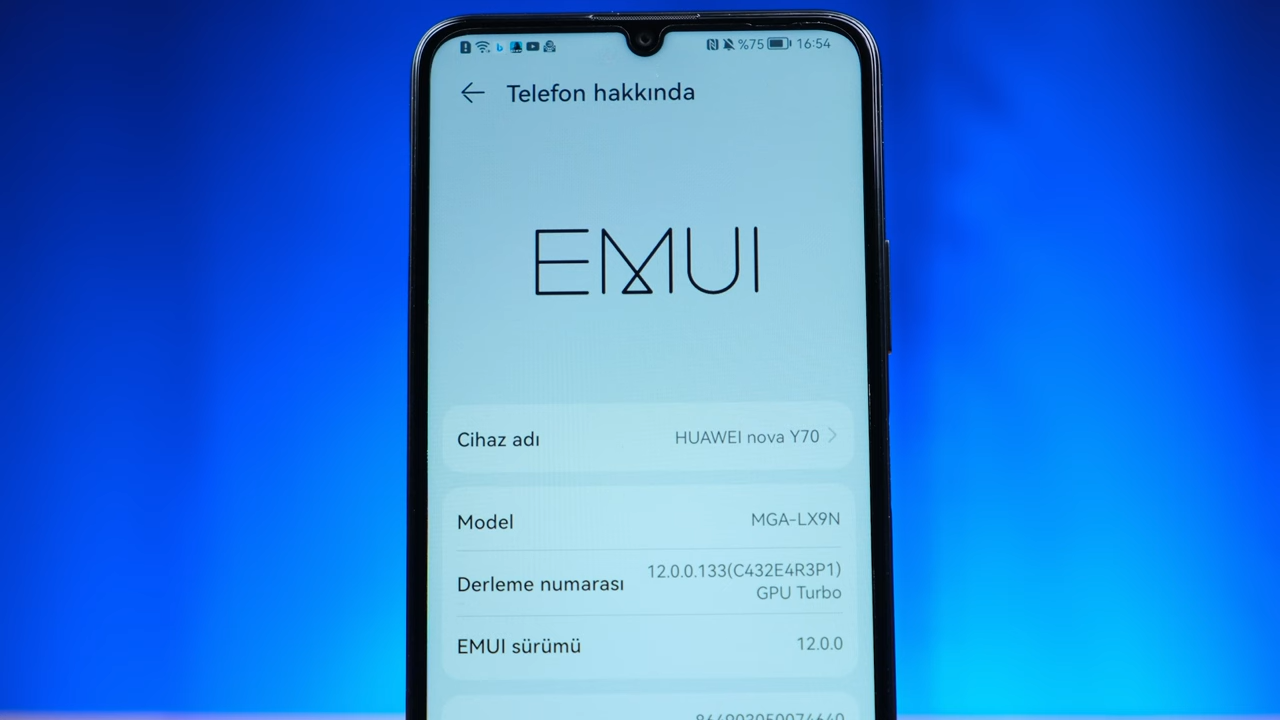 %75 16:54
Telefon hakkında
EMUI
Cihaz adı HUAWEI nova Y70
Model MGA-LX9N
Derleme numarası 12.0.0.133(C432E4R3P1)
GPU Turbo
EMUI sürümü 12.0.0